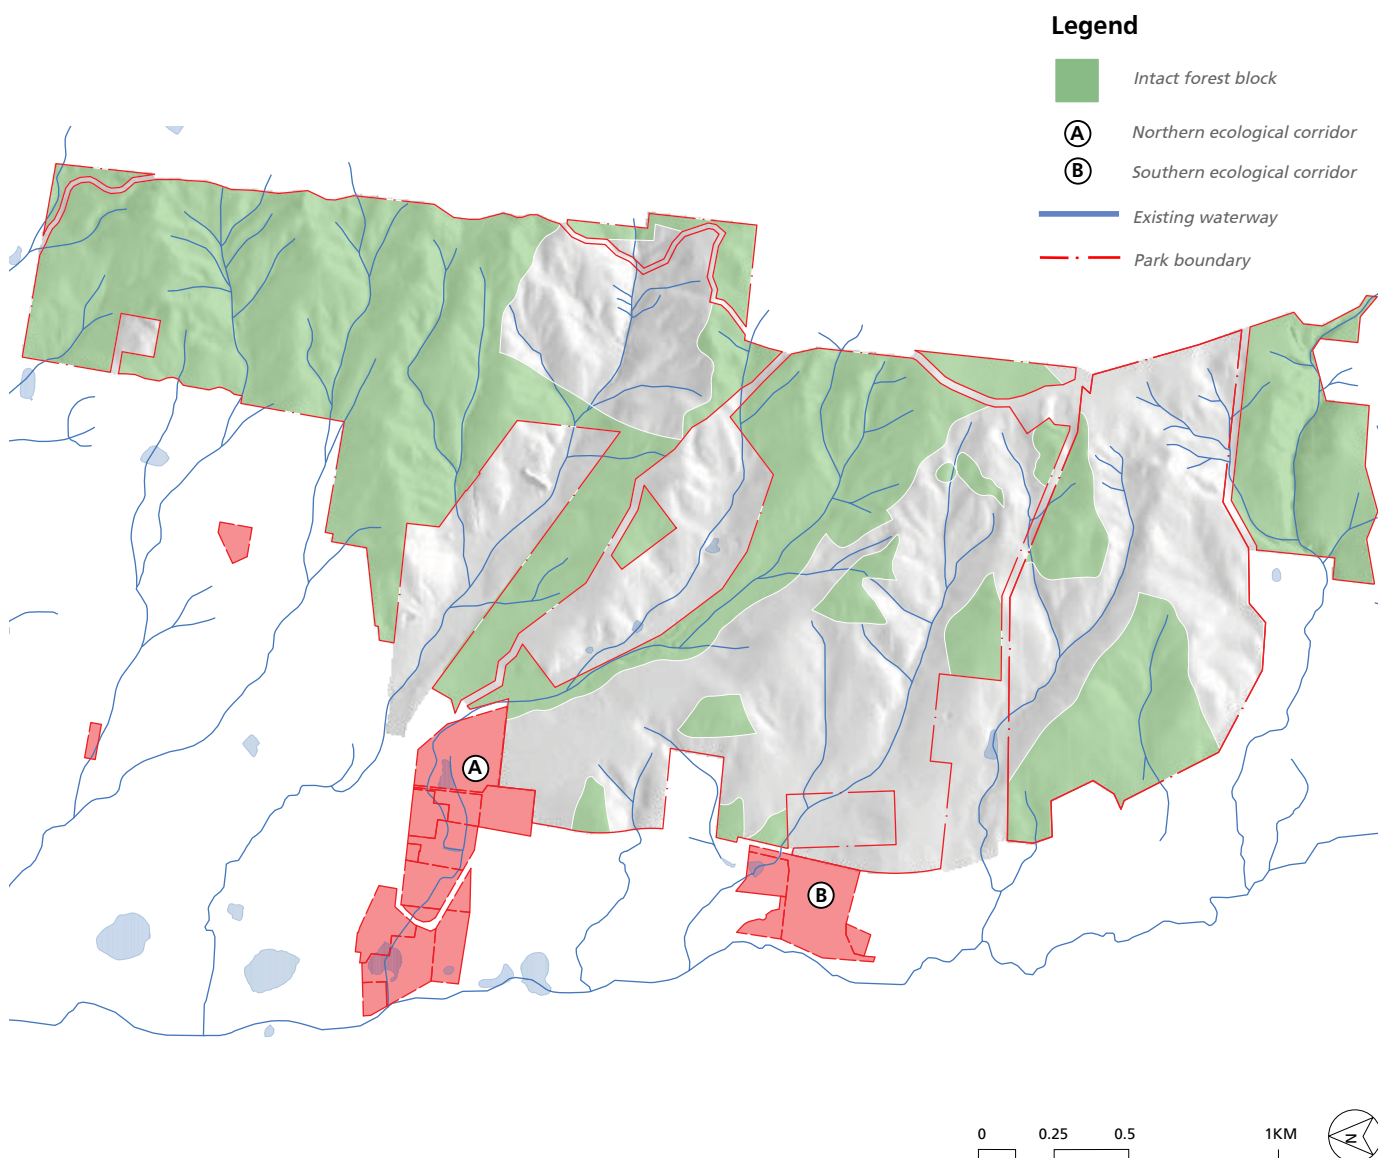 Legend
Intact forest block
A Northern ecological corridor
B Southern ecological corridor
Existing waterway
Park boundary
A
B
0 0.25 0.5 1KM
N